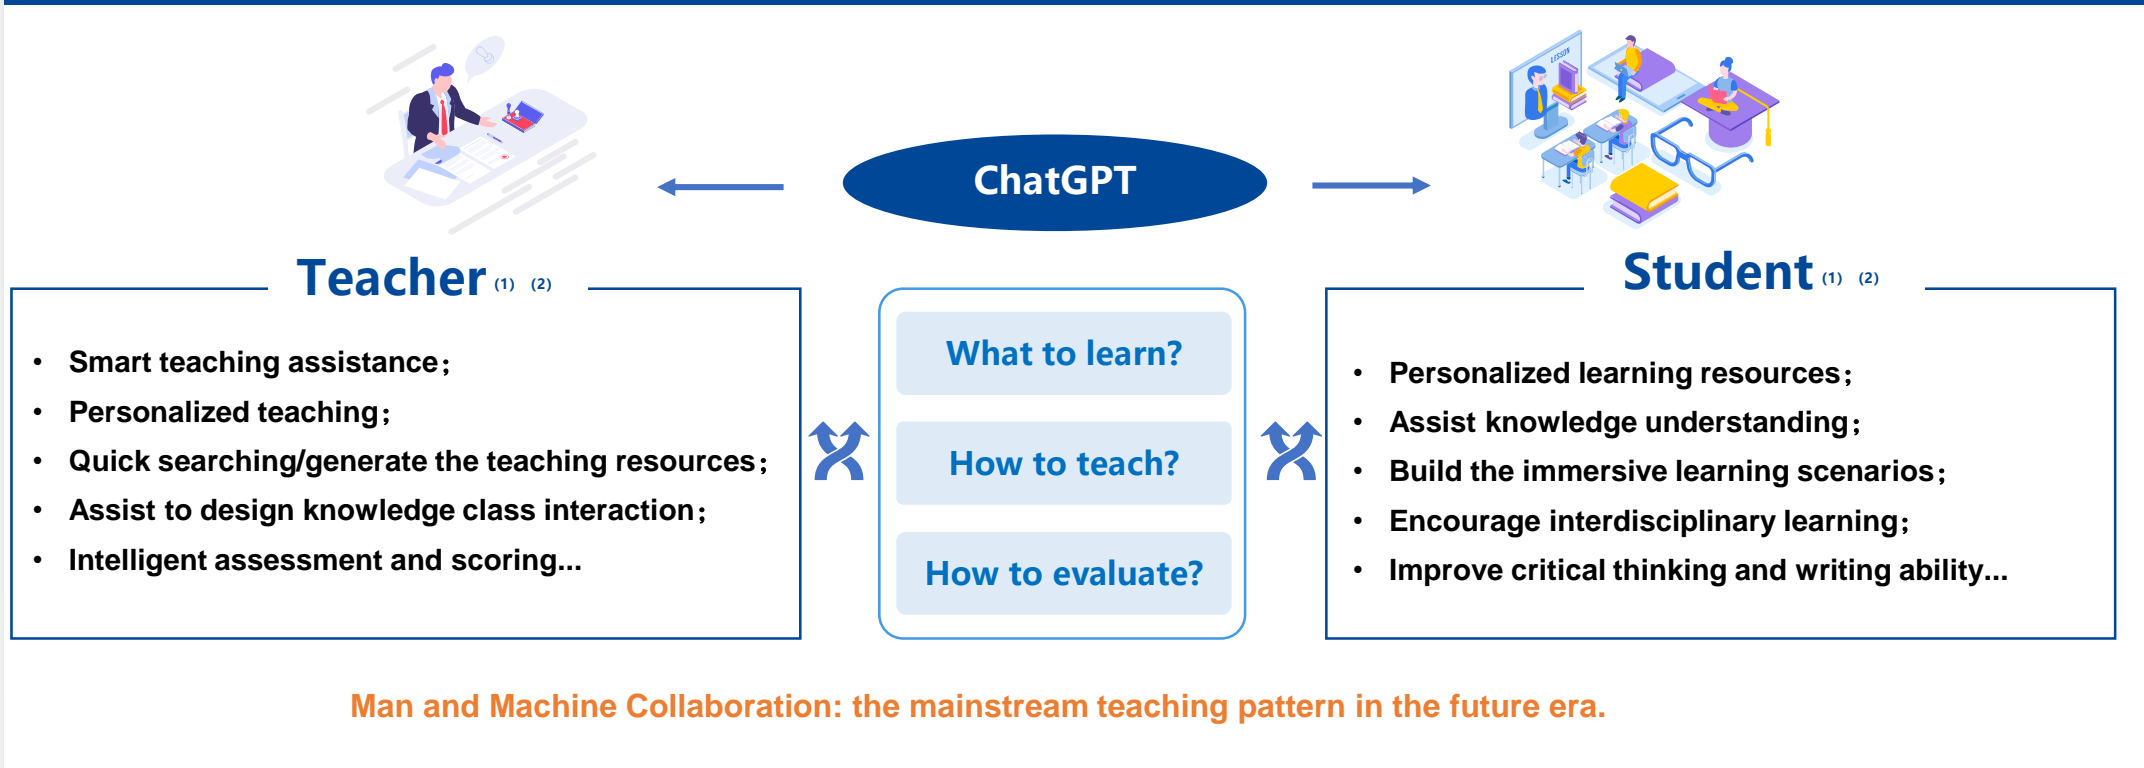 LESSON
ChatGPT
Teacher (1) (2)
• Smart teaching assistance；
• Personalized teaching；
• Quick searching/generate the teaching resources；
• Assist to design knowledge class interaction；
• Intelligent assessment and scoring...
What to learn?
How to teach?
How to evaluate?
Student (1) (2)
• Personalized learning resources；
• Assist knowledge understanding；
• Build the immersive learning scenarios；
• Encourage interdisciplinary learning；
• Improve critical thinking and writing ability...
Man and Machine Collaboration: the mainstream teaching pattern in the future era.